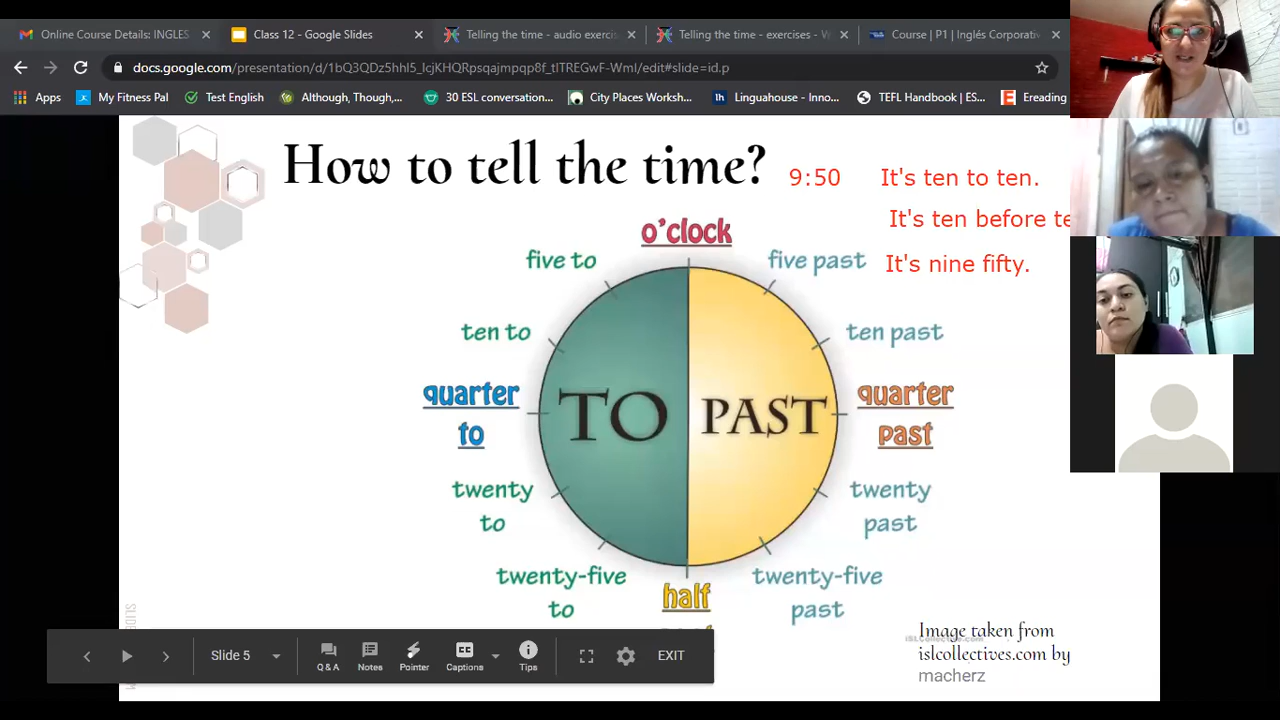 Online Course Details: INGLES
Class 12 - Google Slides
Telling the time - audio exercis
Telling the time - exercises - W
Course | P1 | Inglés Corporativ
docs.google.com/presentation/d/1bQ3QDz5hhI5_lcjKHQRpsqajmpqp8f_tlTREGwF-WmI/edit#slide=id.p
Apps
My Fitness Pal
Test English
Although, Though,...
30 ESL conversation...
City Places Worksh...
Linguahouse - Inno...
TEFL Handbook | ES...
Ereading
How to tell the time?
9:50
It's ten to ten.
It's ten before te
It's nine fifty.
o'clock
five to
five past
ten to
ten past
quarter
to
quarter
past
TO
PAST
twenty
to
twenty
past
twenty-five
to
twenty-five
past
half
Image taken from
islcollectives.com by
macherz
Slide 5
Q & A
Notes
Pointer
Captions
Tips
EXIT